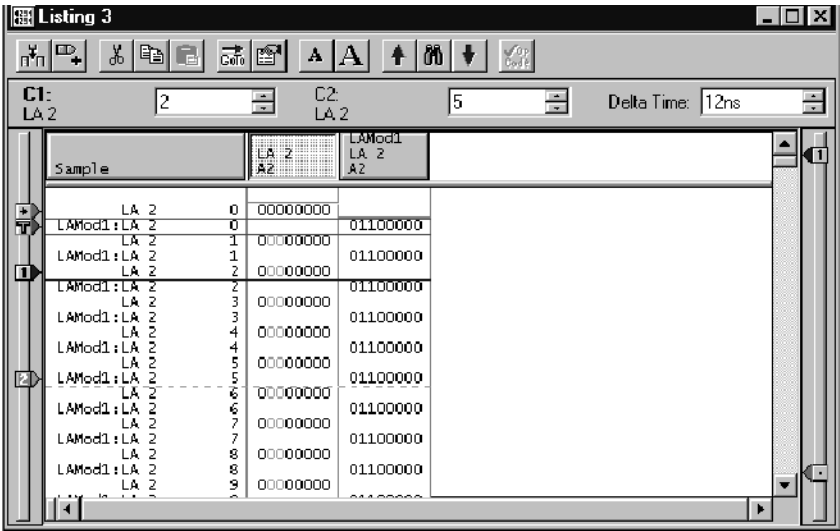 Listing 3
GoTo A A Op Code
C1: 2 C2: 5 Delta Time: 12ns
LA 2 LA 2
LAMod1
LA 2 LA 2
Sample A2 A2
LA 2 0 00000000
LAMod1:LA 2 0 01100000
LA 2 1 00000000
LAMod1:LA 2 1 01100000
1 LA 2 2 00000000
LAMod1:LA 2 2 01100000
LA 2 3 00000000
LAMod1:LA 2 3 01100000
LA 2 4 00000000
LAMod1:LA 2 4 01100000
LA 2 5 00000000
2 LAMod1:LA 2 5 01100000
LA 2 6 00000000
LAMod1:LA 2 6 01100000
LA 2 7 00000000
LAMod1:LA 2 7 01100000
LA 2 8 00000000
LAMod1:LA 2 8 01100000
LA 2 9 00000000